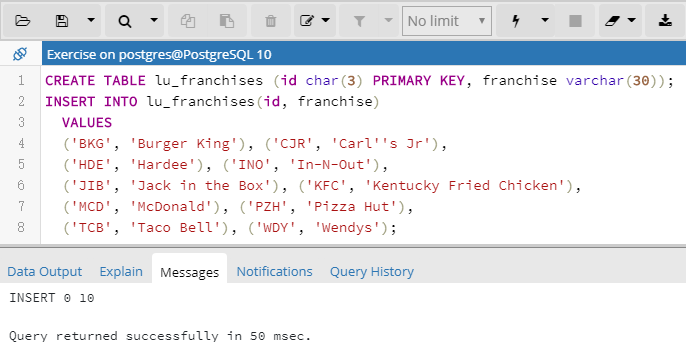 No limit
Exercise on postgres@PostgreSQL 10
1 CREATE TABLE lu_franchises (id char(3) PRIMARY KEY, franchise varchar(30));
2 INSERT INTO lu_franchises(id, franchise)
3 VALUES
4 ('BKG', 'Burger King'), ('CJR', 'Carl''s Jr'),
5 ('HDE', 'Hardee'), ('INO', 'In-N-Out'),
6 ('JIB', 'Jack in the Box'), ('KFC', 'Kentucky Fried Chicken'),
7 ('MCD', 'McDonald'), ('PZH', 'Pizza Hut'),
8 ('TCB', 'Taco Bell'), ('WDY', 'Wendys');
Data Output Explain Messages Notifications Query History
INSERT 0 10
Query returned successfully in 50 msec.